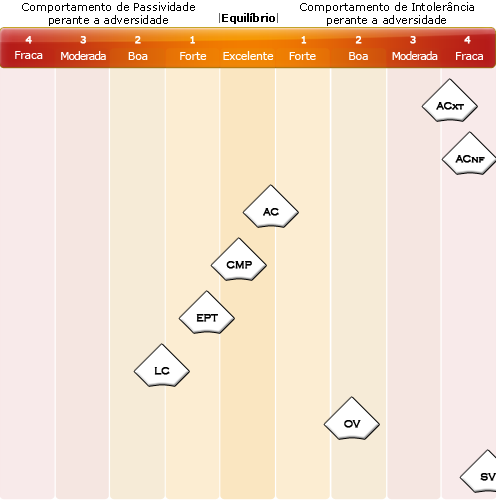 Comportamento de Passividade
perante a adversidade
|Equilíbrio|
Comportamento de Intolerância
perante a adversidade
4 3 2 1 1 2 3 4
Fraca Moderada Boa Forte Excelente Forte Boa Moderada Fraca
ACXT
ACNF
AC
CMP
EPT
LC
OV
SV